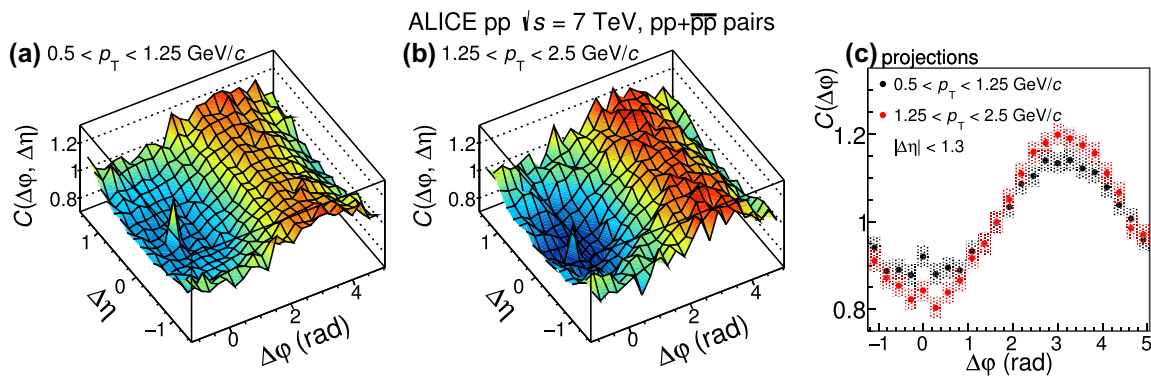 ALICE pp √s = 7 TeV, pp+p̅p̅ pairs
(a) 0.5 < p_T < 1.25 GeV/c
C(Δφ, Δη)
1.2
1
0.8
1
0
−1
Δη
0
2
4
Δφ (rad)
(b) 1.25 < p_T < 2.5 GeV/c
C(Δφ, Δη)
1.2
1
0.8
1
0
−1
Δη
0
2
4
Δφ (rad)
(c) projections
0.5 < p_T < 1.25 GeV/c
1.25 < p_T < 2.5 GeV/c
|Δη| < 1.3
C(Δφ)
1.2
1
0.8
−1 0 1 2 3 4 5
Δφ (rad)